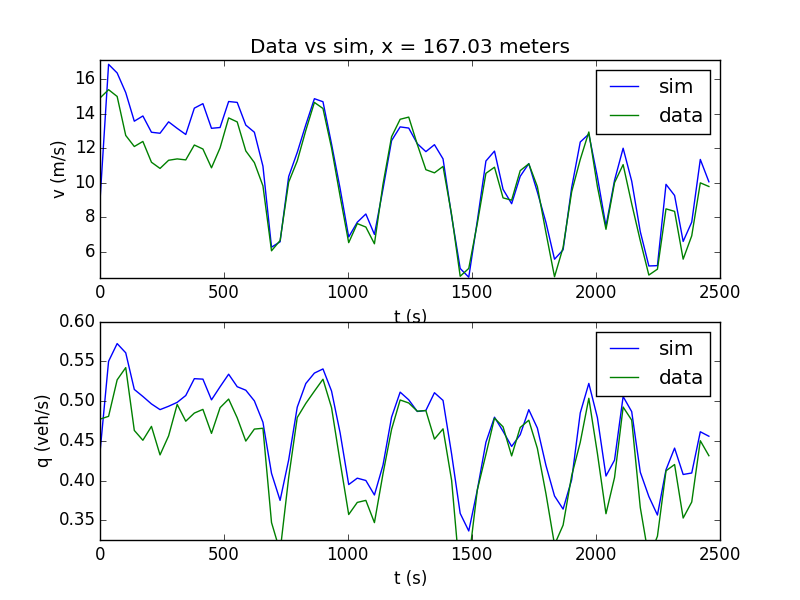 Data vs sim, x = 167.03 meters
16
14
12
10
8
6
v (m/s)
sim
data
0 500 1000 1500 2000 2500
t (s)
0.60
0.55
0.50
0.45
0.40
0.35
q (veh/s)
sim
data
0 500 1000 1500 2000 2500
t (s)